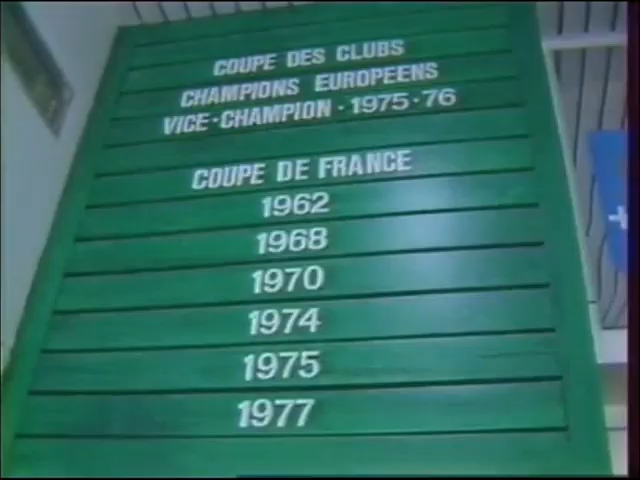 COUPE DES CLUBS
CHAMPIONS EUROPEENS
VICE-CHAMPION · 1975-76
COUPE DE FRANCE
1962
1968
1970
1974
1975
1977